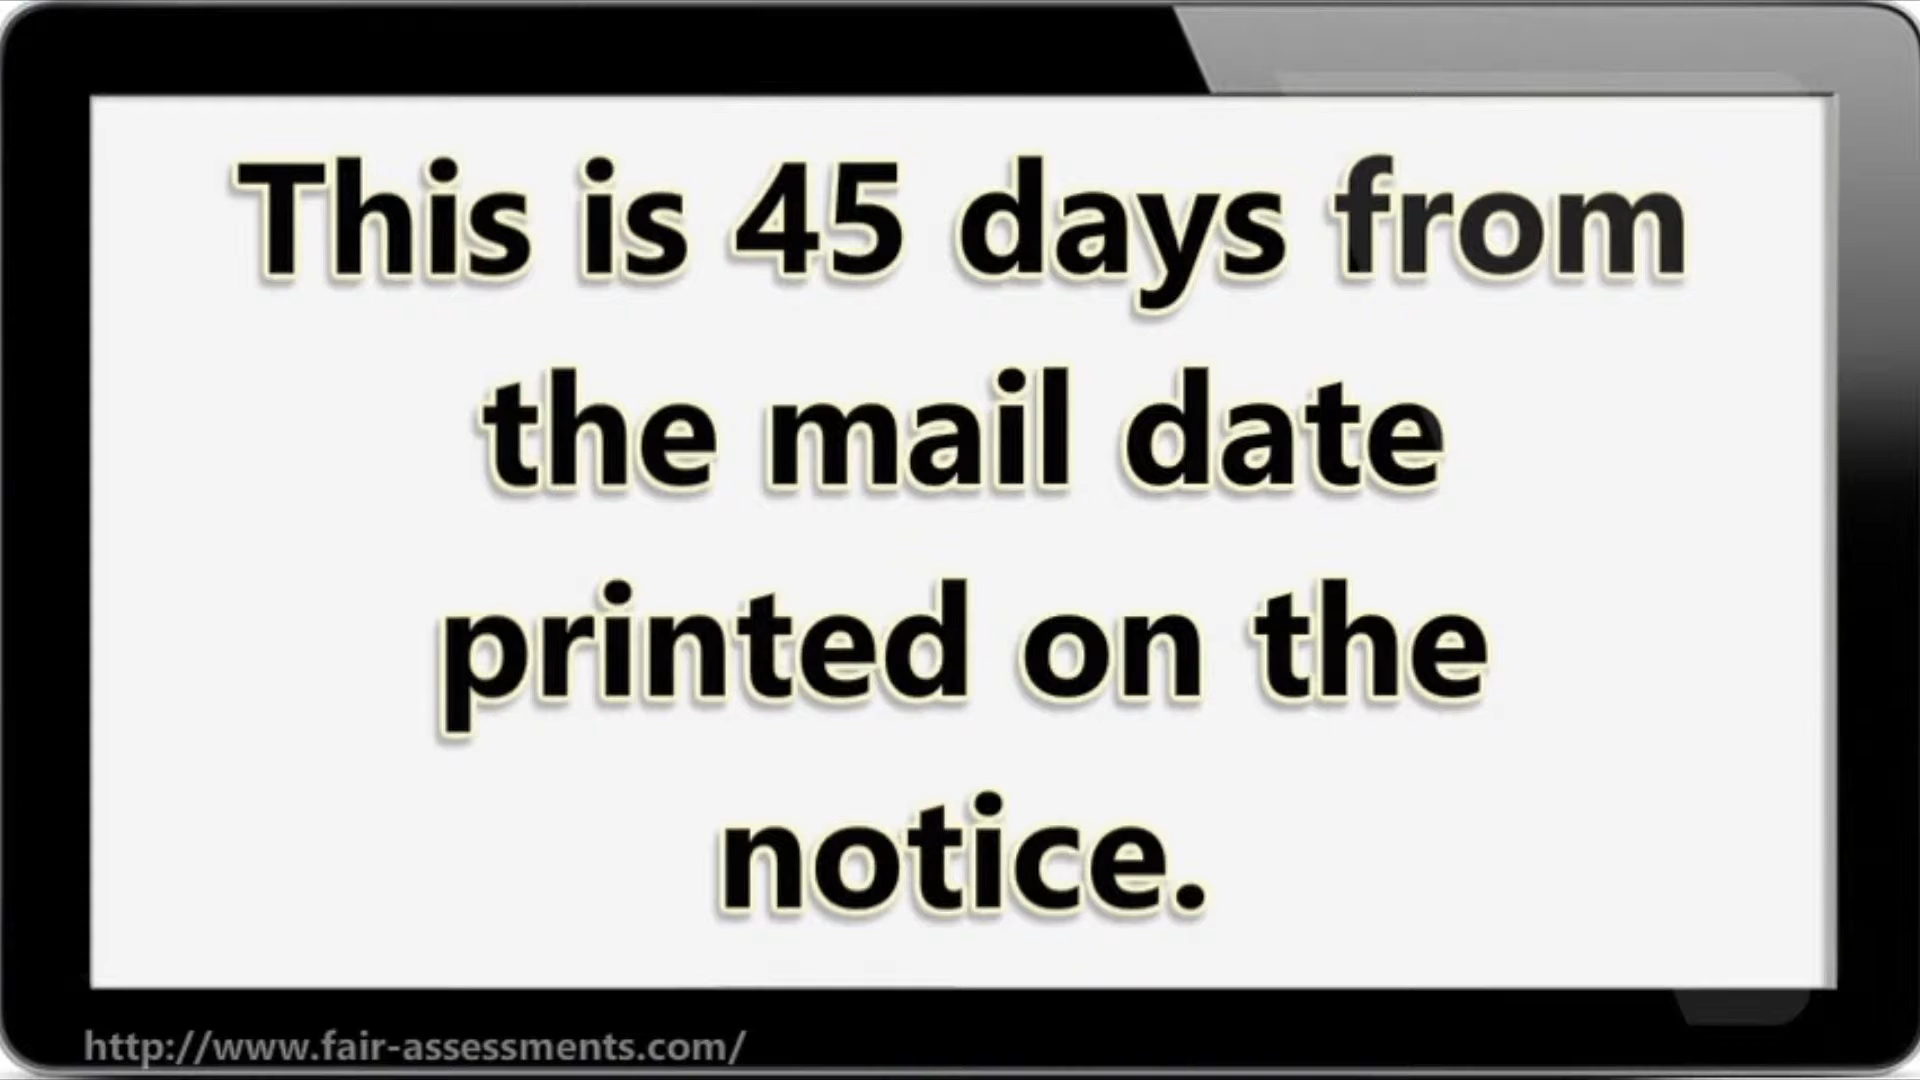 This is 45 days from
the mail date
printed on the
notice.
http://www.fair-assessments.com/